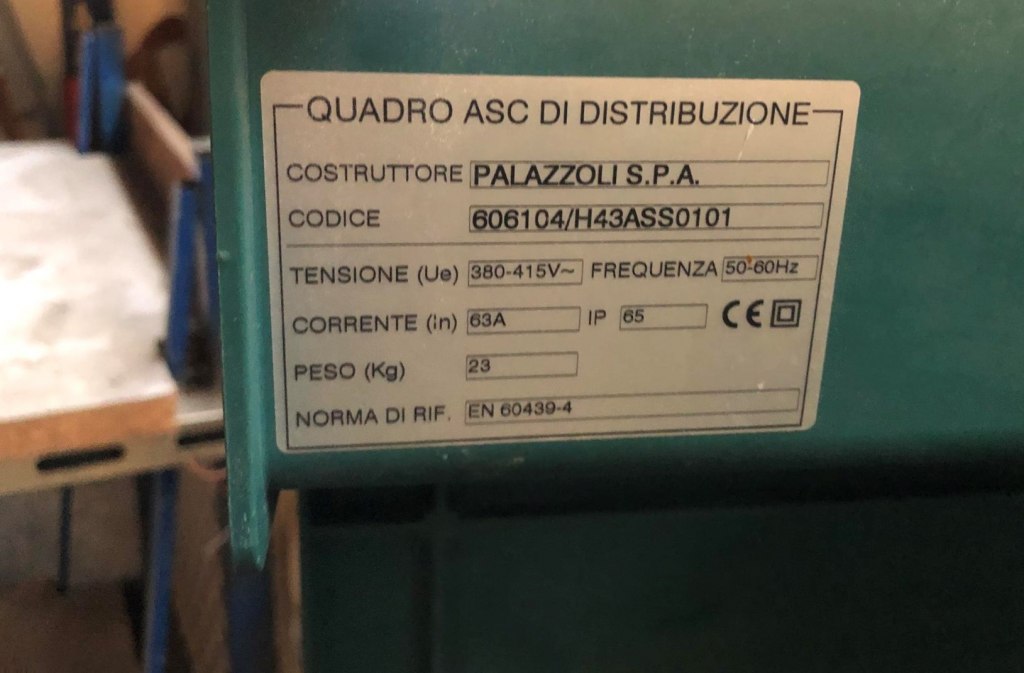 QUADRO ASC DI DISTRIBUZIONE
COSTRUTTORE PALAZZOLI S.P.A.
CODICE 606104/H43ASS0101
TENSIONE (Ue) 380-415V~ FREQUENZA 50-60Hz
CORRENTE (in) 63A IP 65 CE
PESO (Kg) 23
NORMA DI RIF. EN 60439-4